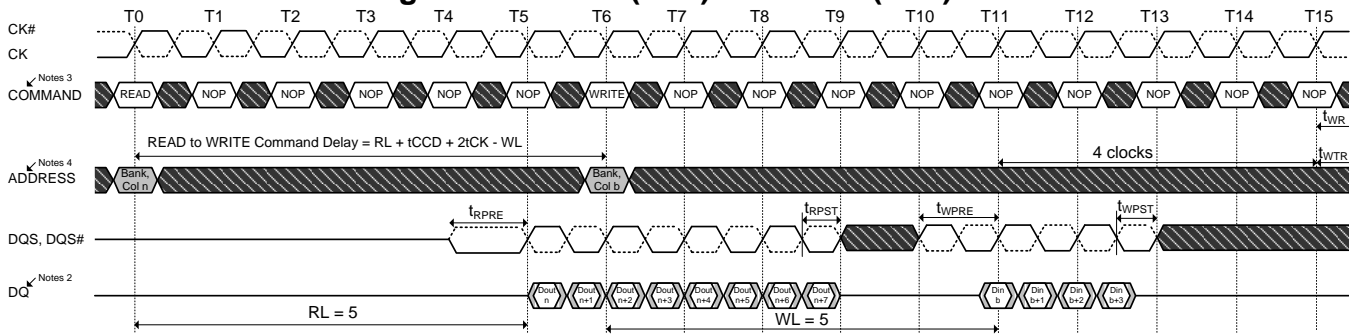 T0 T1 T2 T3 T4 T5 T6 T7 T8 T9 T10 T11 T12 T13 T14 T15
CK#
CK
Notes 3
COMMAND
READ NOP NOP NOP NOP NOP WRITE NOP NOP NOP NOP NOP NOP NOP NOP NOP
tWR
READ to WRITE Command Delay = RL + tCCD + 2tCK - WL
4 clocks
tWTR
Notes 4
ADDRESS
Bank, Col n
Bank, Col b
tRPRE tRPST tWPRE tWPST
DQS, DQS#
Notes 2
DQ
Dout n Dout n+1 Dout n+2 Dout n+3 Dout n+4 Dout n+5 Dout n+6 Dout n+7 Din b Din b+1 Din b+2 Din b+3
RL = 5
WL = 5